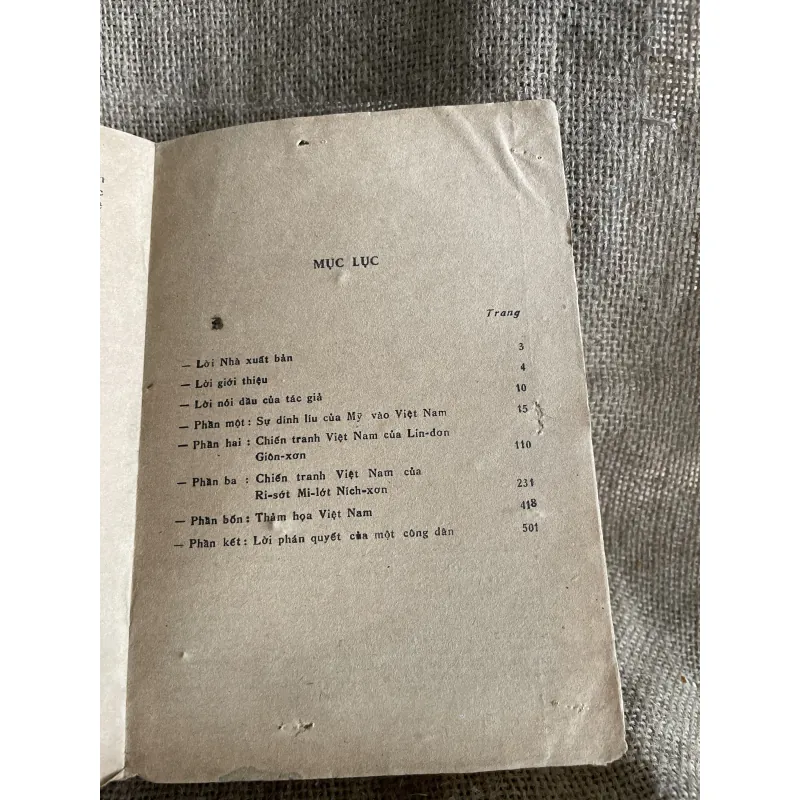 MỤC LỤC
Trang
— Lời Nhà xuất bản 3
— Lời giới thiệu 4
— Lời nói đầu của tác giả 10
— Phần một : Sự dính líu của Mỹ vào Việt Nam 15
— Phần hai : Chiến tranh Việt Nam của Lin-đơn
Giôn-xơn 110
— Phần ba : Chiến tranh Việt Nam của
Ri-sớt Mi-lớt Ních-xơn 231
— Phần bốn : Thảm họa Việt Nam 418
— Phần kết : Lời phán quyết của một công dân 501